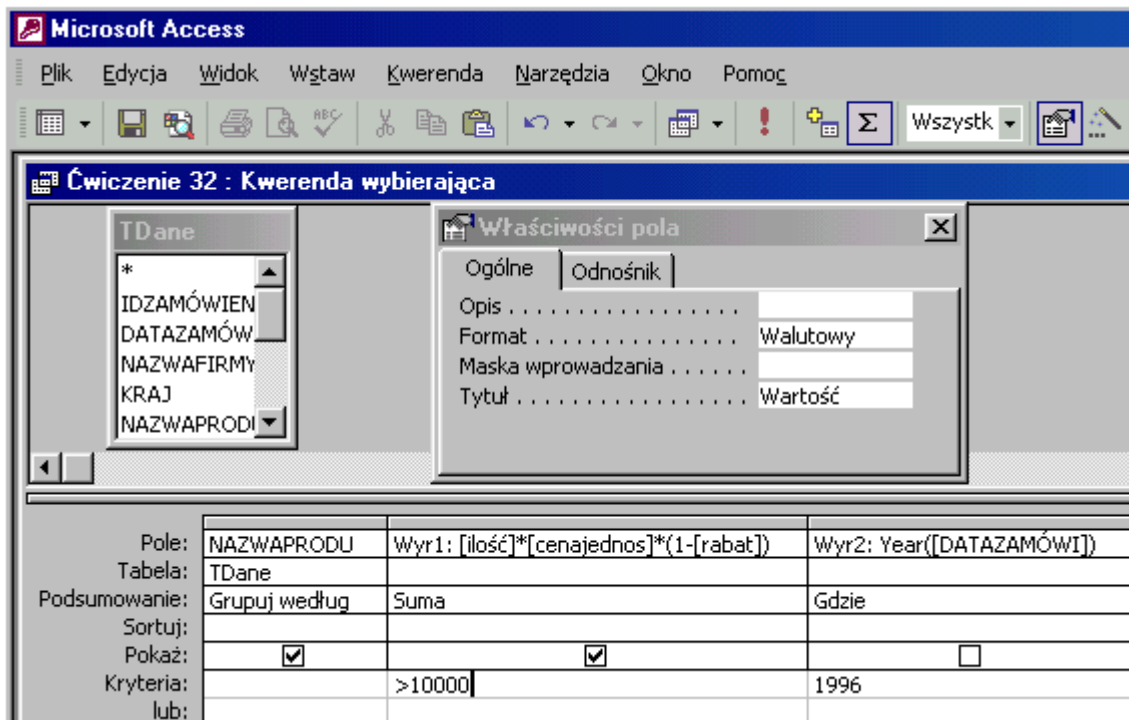 Microsoft Access
Plik Edycja Widok Wstaw Kwerenda Narzędzia Okno Pomoc
ABC Σ Wszystk
Ćwiczenie 32 : Kwerenda wybierająca
TDane
*
IDZAMÓWIEN
DATAZAMÓW
NAZWAFIRMY
KRAJ
NAZWAPRODU
Właściwości pola
Ogólne Odnośnik
Opis . . . . . . . . . . . . . . . . . .
Format . . . . . . . . . . . . . . . Walutowy
Maska wprowadzania . . . . . .
Tytuł . . . . . . . . . . . . . . . . . Wartość
Pole: NAZWAPRODU Wyr1: [ilość]*[cenajednos]*(1-[rabat]) Wyr2: Year([DATAZAMÓWI])
Tabela: TDane
Podsumowanie: Grupuj według Suma Gdzie
Sortuj:
Pokaż:
Kryteria: >10000 1996
lub: